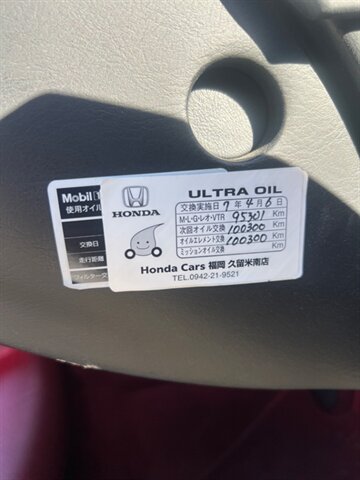 Mobil
使用オイル
交換日
走行距離
フィルター交
HONDA
ULTRA OIL
交換実施日 7年4月6日
M・L・G・レオ・VTR 95301 Km
次回オイル交換 100300 Km
オイルエレメント交換 100300 Km
ミッションオイル交換 Km
Honda Cars 福岡 久留米南店
TEL.0942-21-9521